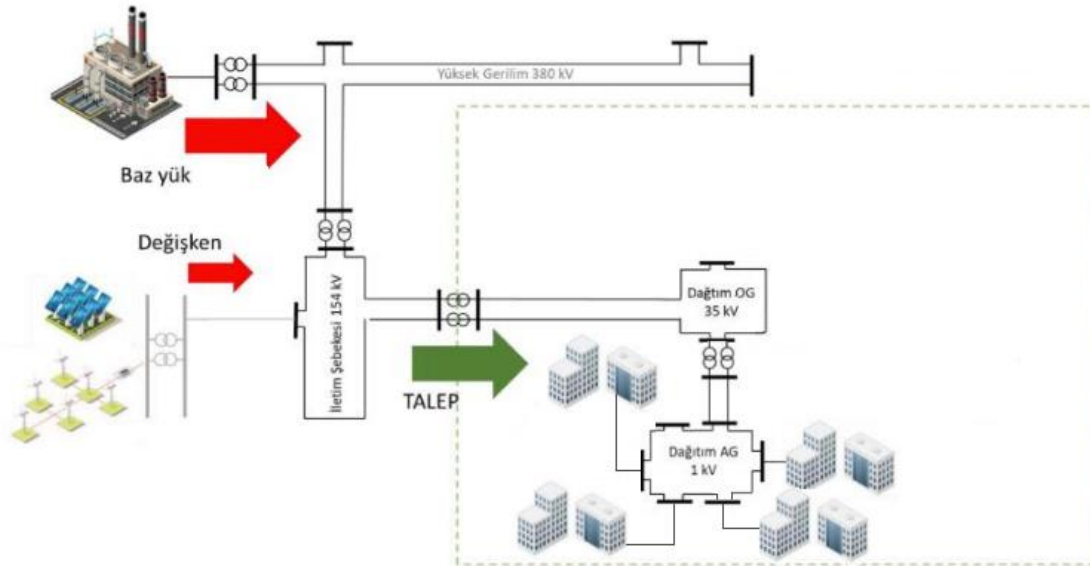 Yüksek Gerilim 380 kV
Baz yük
Değişken
İletim Şebekesi 154 kV
Dağtım OG
35 kV
TALEP
Dağıtım AG
1 kV